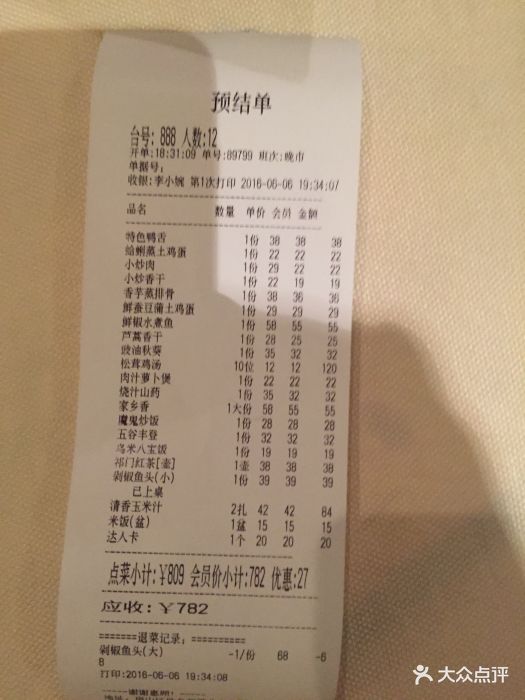 预结单
台号: 888 人数:12
开单:18:31:09 单号:89799 班次:晚市
单据号:
收银:李小婉 第1次打印 2016-06-06 19:34:07
品名 数量 单价 会员 金额
特色鸭舌 1份 38 38 38
蛤蜊蒸土鸡蛋 1份 22 22 22
小炒肉 1份 29 22 22
小炒香干 1份 22 19 19
香芋蒸排骨 1份 38 36 36
鲜蚕豆蒲土鸡蛋 1份 29 29 29
鲜椒水煮鱼 1份 58 55 55
芦蒿香干 1份 28 25 25
豉油秋葵 1份 35 32 32
松茸鸡汤 10位 12 12 120
肉汁萝卜煲 1份 22 22 22
烧汁山药 1份 35 32 32
家乡香 1大份 58 55 55
魔鬼炒饭 1份 28 28 28
五谷丰登 1份 32 32 32
乌米八宝饭 1份 19 19 19
祁门红茶[壶] 1壶 38 38 38
剁椒鱼头(小) 1份 39 39 39
已上桌
清香玉米汁 2扎 42 42 84
米饭(盆) 1盆 15 15 15
达人卡 1个 20 20 20
点菜小计:¥809 会员价小计:782 优惠:27
应收:¥782
=======退菜记录:==========
剁椒鱼头(大) -1/份 68 -6
8
打印:2016-06-06 19:34:08
谢谢惠顾!
大众点评